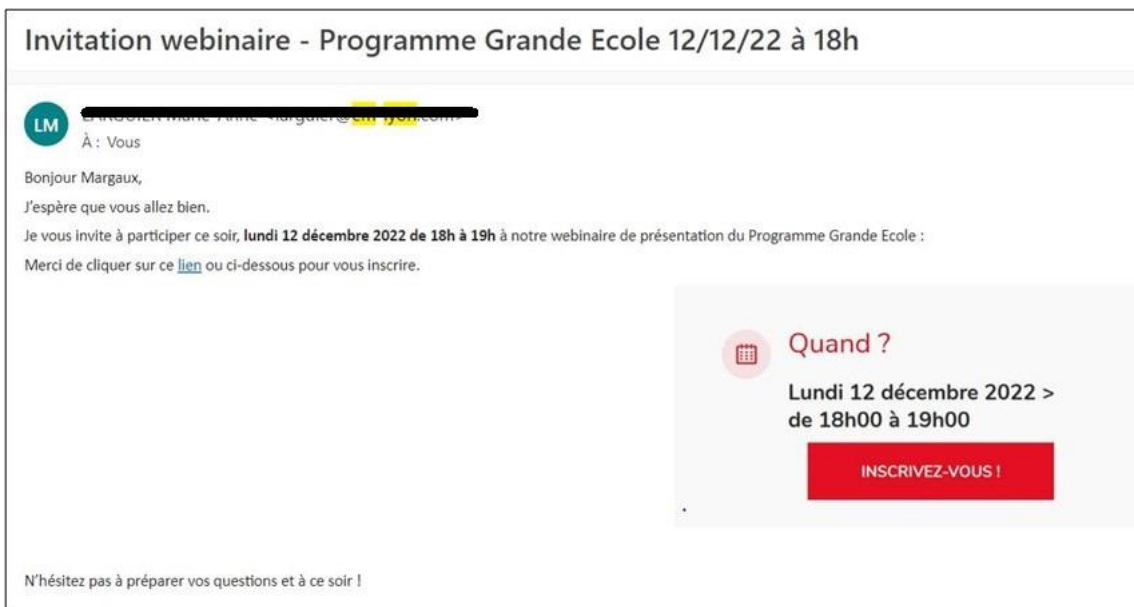 Invitation webinaire - Programme Grande Ecole 12/12/22 à 18h
LM
À : Vous
Bonjour Margaux,
J'espère que vous allez bien.
Je vous invite à participer ce soir, lundi 12 décembre 2022 de 18h à 19h à notre webinaire de présentation du Programme Grande Ecole :
Merci de cliquer sur ce lien ou ci-dessous pour vous inscrire.
Quand ?
Lundi 12 décembre 2022 >
de 18h00 à 19h00
INSCRIVEZ-VOUS !
N'hésitez pas à préparer vos questions et à ce soir !